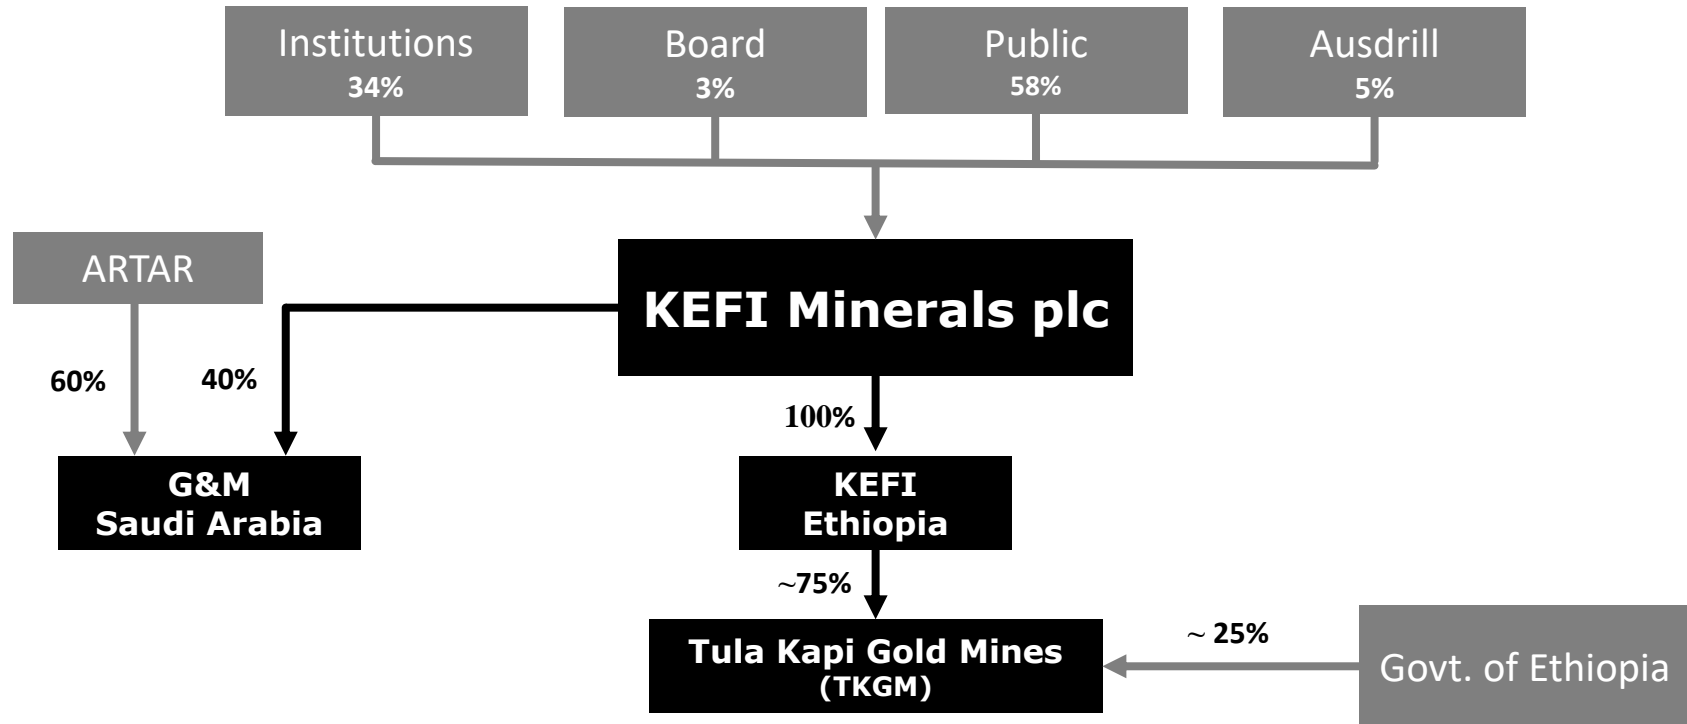 Institutions
34%
Board
3%
Public
58%
Ausdrill
5%
ARTAR
KEFI Minerals plc
60%
40%
100%
G&M
Saudi Arabia
KEFI
Ethiopia
~75%
Tula Kapi Gold Mines
(TKGM)
~ 25%
Govt. of Ethiopia